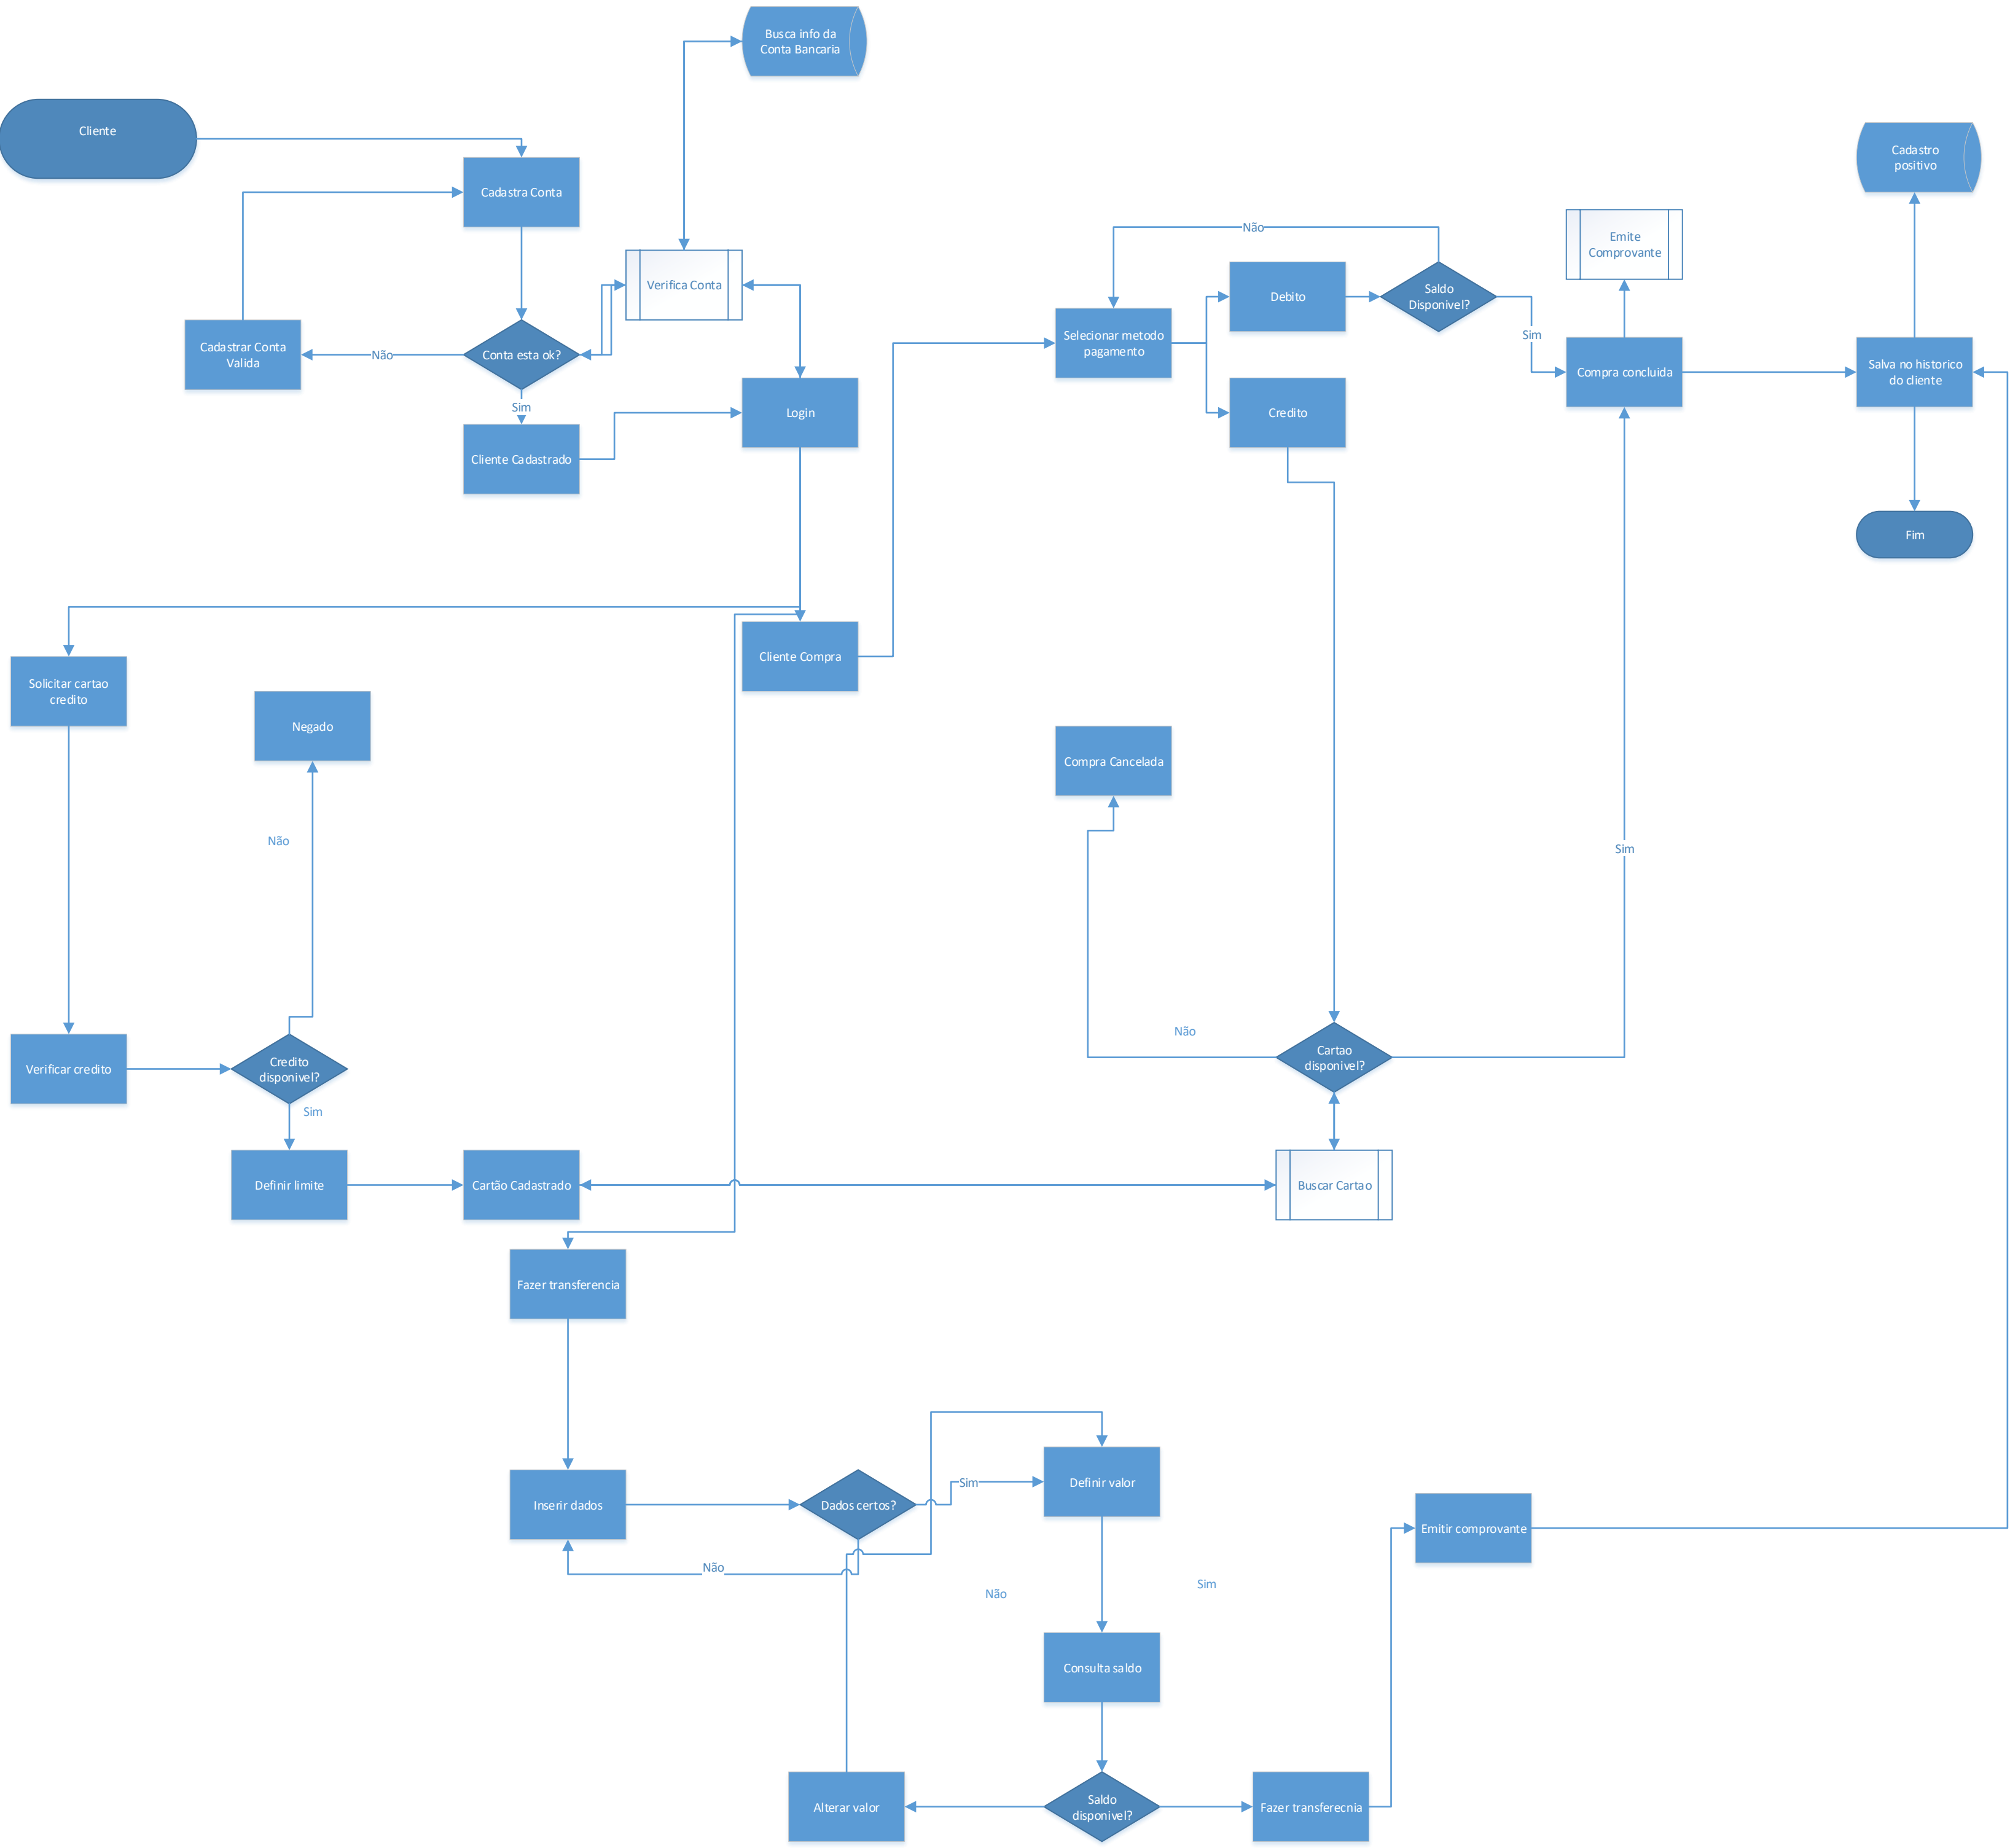 Busca info da
Conta Bancaria
Cliente
Cadastra Conta
Cadastro
positivo
Verifica Conta
Não
Emite
Comprovante
Debito
Saldo
Disponivel?
Sim
Selecionar metodo
pagamento
Cadastrar Conta
Valida
Não
Conta esta ok?
Sim
Compra concluida
Salva no historico
do cliente
Login
Credito
Cliente Cadastrado
Fim
Cliente Compra
Solicitar cartao
credito
Negado
Compra Cancelada
Não
Sim
Não
Verificar credito
Credito
disponivel?
Cartao
disponivel?
Sim
Definir limite
Cartão Cadastrado
Buscar Cartao
Fazer transferencia
Inserir dados
Dados certos?
Sim
Definir valor
Emitir comprovante
Não
Não
Sim
Consulta saldo
Alterar valor
Saldo
disponivel?
Fazer transferecnia